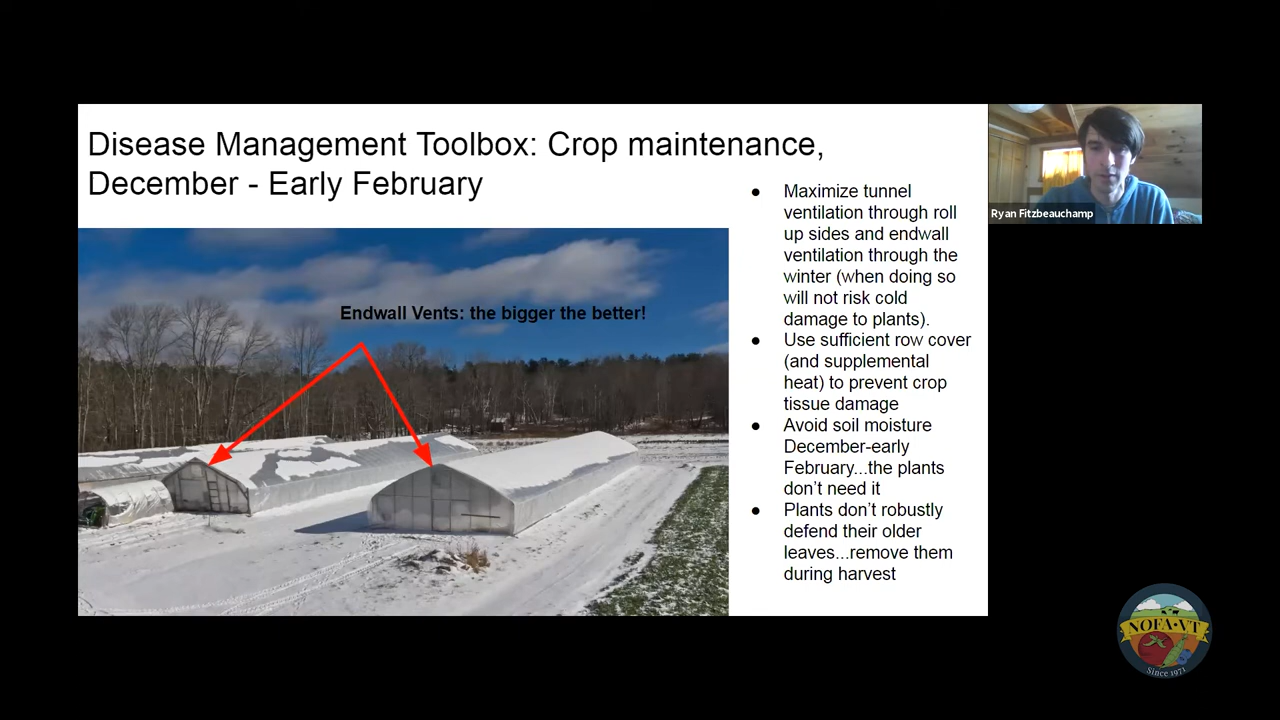 Disease Management Toolbox: Crop maintenance,
December - Early February
Endwall Vents: the bigger the better!
● Maximize tunnel
ventilation through roll
up sides and endwall
ventilation through the
winter (when doing so
will not risk cold
damage to plants).
● Use sufficient row cover
(and supplemental
heat) to prevent crop
tissue damage
● Avoid soil moisture
December-early
February...the plants
don’t need it
● Plants don’t robustly
defend their older
leaves...remove them
during harvest
Ryan Fitzbeauchamp
NOFA•VT
Since 1971